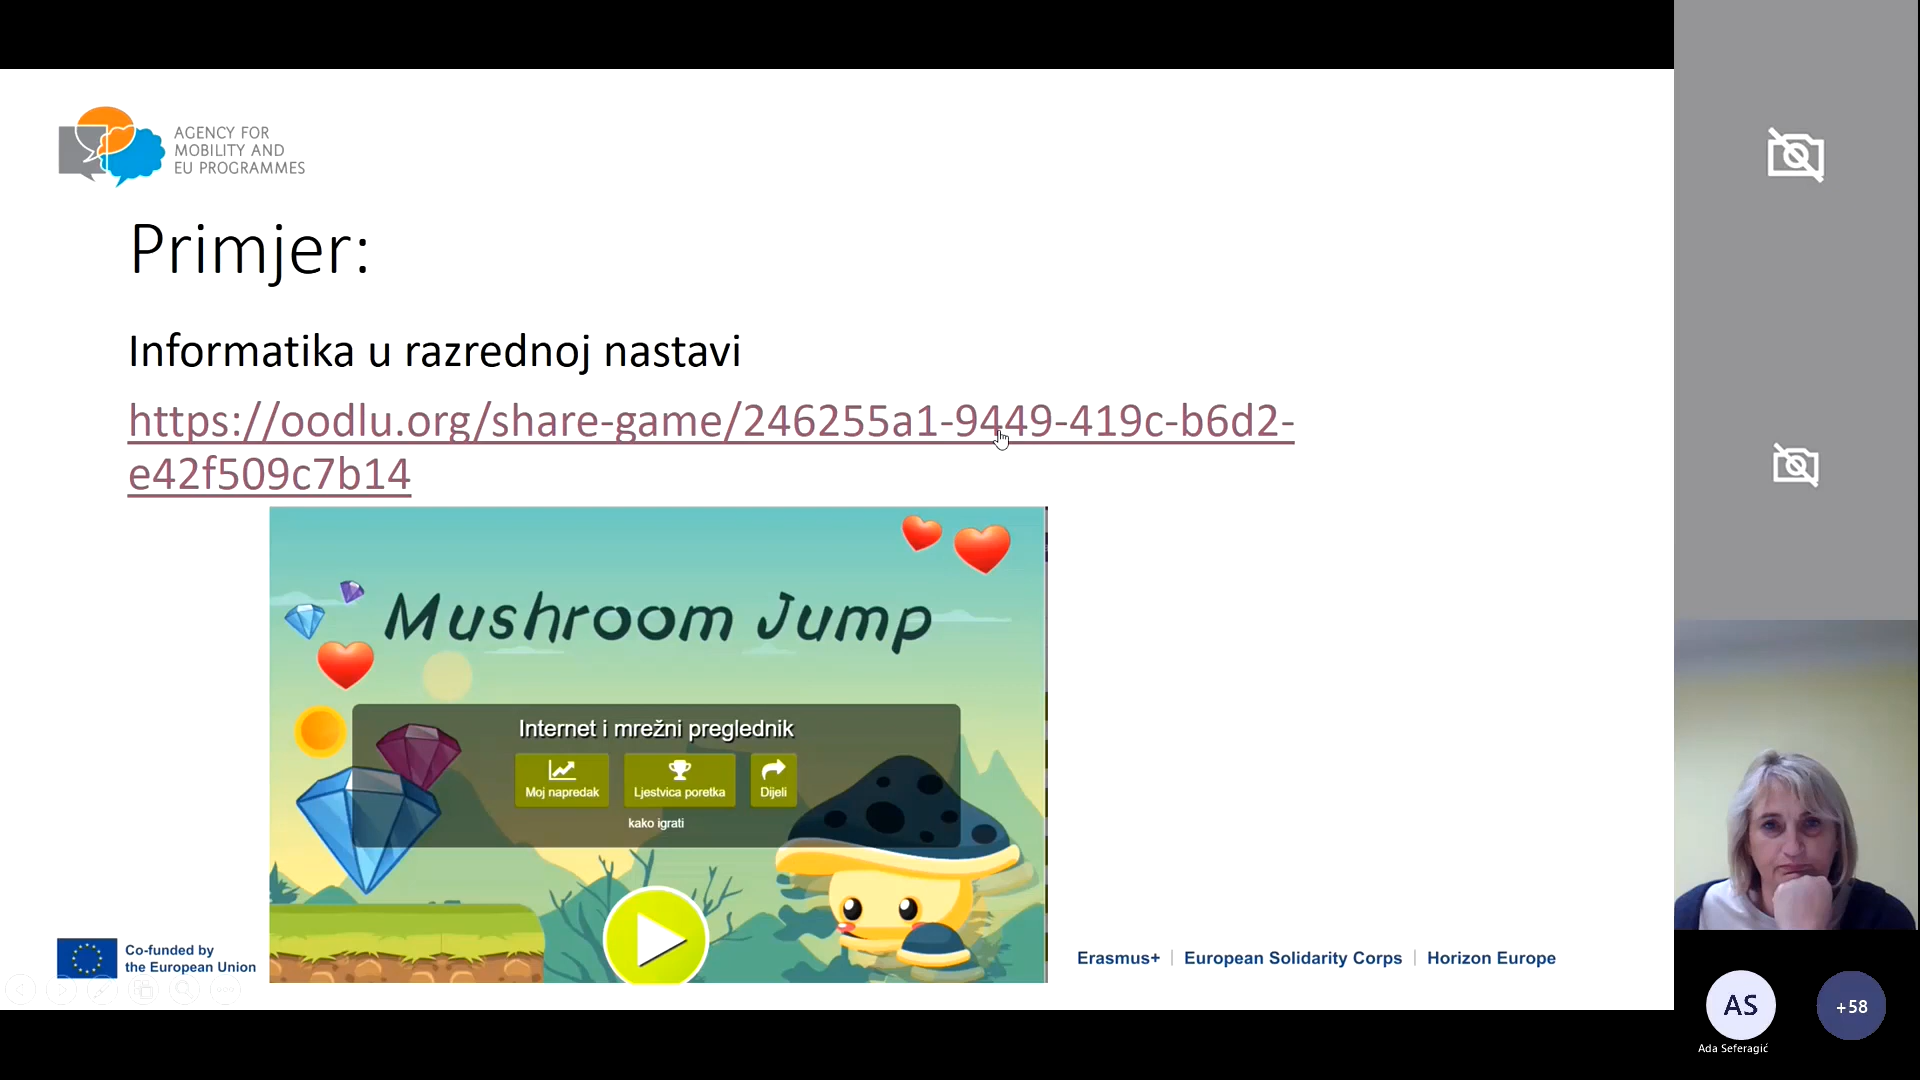 AGENCY FOR
MOBILITY AND
EU PROGRAMMES
Primjer:
Informatika u razrednoj nastavi
https://oodlu.org/share-game/246255a1-9449-419c-b6d2-
e42f509c7b14
Mushroom Jump
Internet i mrežni preglednik
Moj napredak
Ljestvica poretka
Dijeli
kako igrati
Co-funded by
the European Union
Erasmus+ | European Solidarity Corps | Horizon Europe
AS
+58
Ada Seferagić